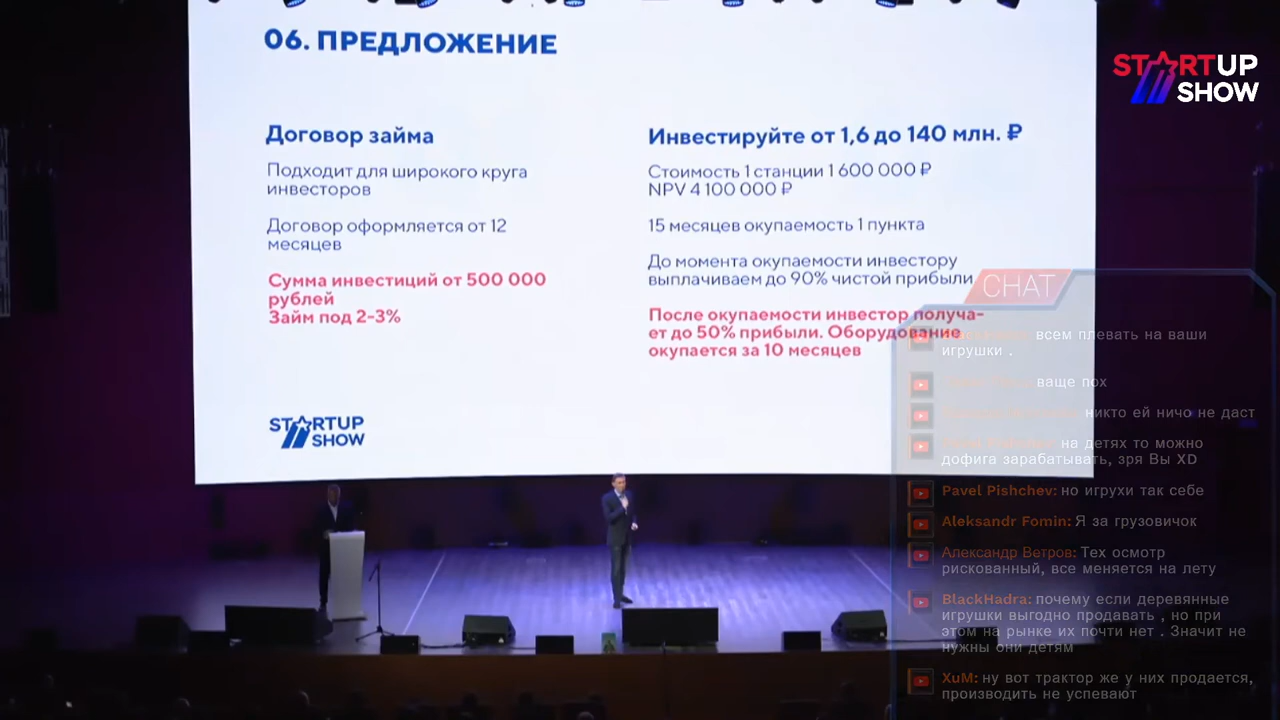 06. ПРЕДЛОЖЕНИЕ
Договор займа
Подходит для широкого круга
инвесторов
Договор оформляется от 12
месяцев
Сумма инвестиций от 500 000
рублей
Займ под 2-3%
STARTUP
SHOW
Инвестируйте от 1,6 до 140 млн. ₽
Стоимость 1 станции 1 600 000 ₽
NPV 4 100 000 ₽
15 месяцев окупаемость 1 пункта
До момента окупаемости инвестору
выплачиваем до 90% чистой прибыли
После окупаемости инвестор получа-
ет до 50% прибыли. Оборудование
окупается за 10 месяцев
STARTUP
SHOW
CHAT
всем плевать на ваши
игрушки .
ваще пох
никто ей ничо не даст
на детях то можно
дофига зарабатывать, зря Вы XD
Pavel Pishchev: но игрухи так себе
Aleksandr Fomin: Я за грузовичок
Александр Ветров: Тех осмотр
рискованный, все меняется на лету
BlackHadra: почему если деревянные
игрушки выгодно продавать , но при
этом на рынке их почти нет . Значит не
нужны они детям
XuM: ну вот трактор же у них продается,
производить не успевают